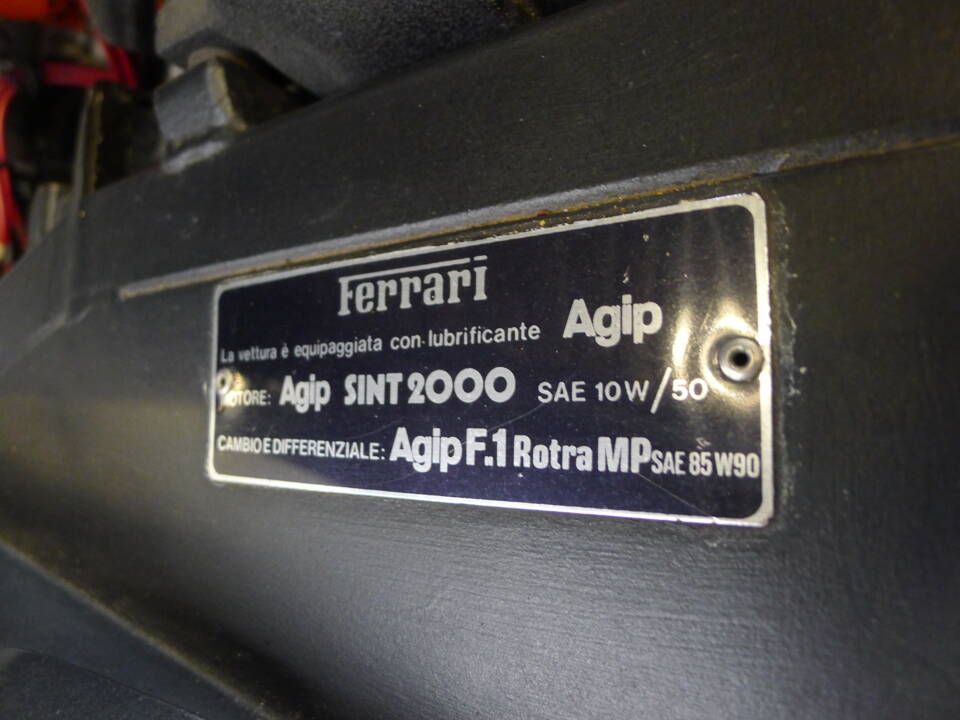 Ferrari
La vettura è equipaggiata con lubrificante Agip
MOTORE: Agip SINT 2000 SAE 10W/50
CAMBIO E DIFFERENZIALE: Agip F.1 Rotra MP SAE 85 W90